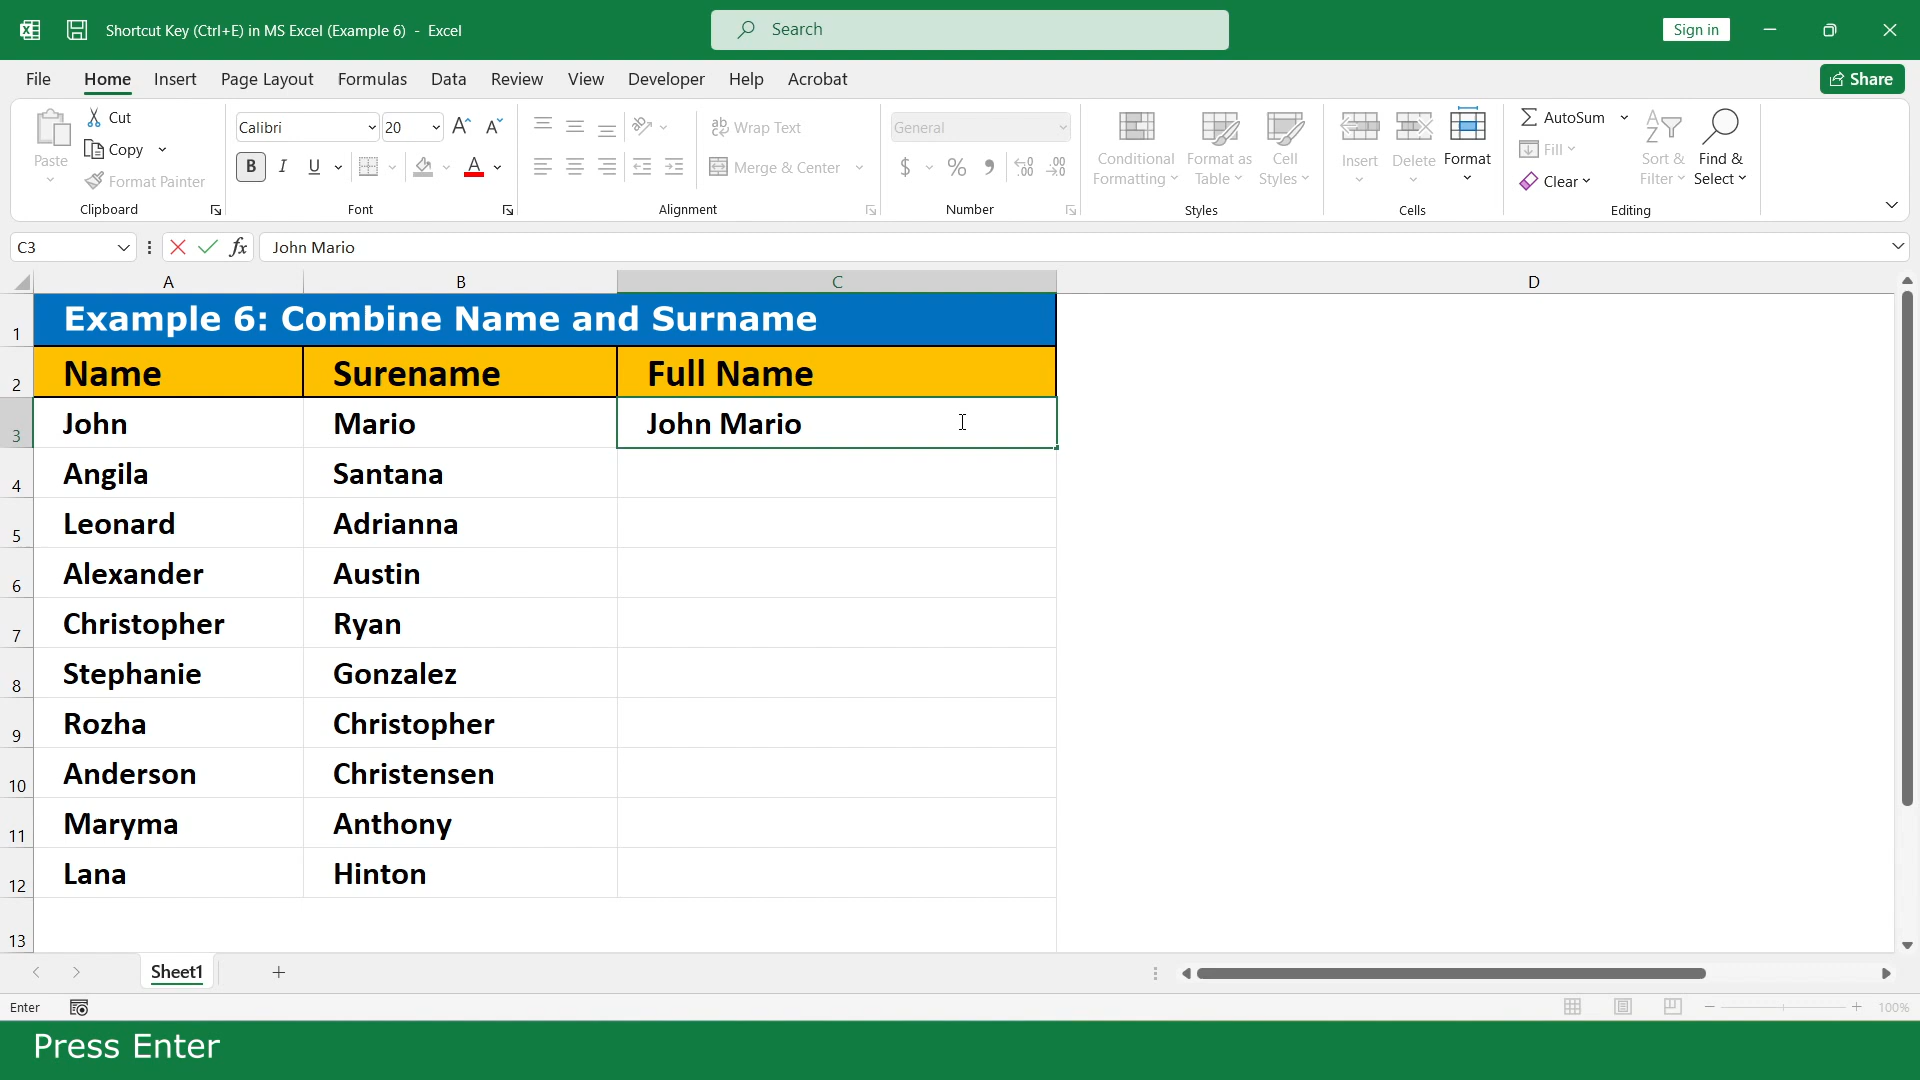 Shortcut Key (Ctrl+E) in MS Excel (Example 6) - Excel
Search
Sign in
File Home Insert Page Layout Formulas Data Review View Developer Help Acrobat
Share
Paste
Cut
Copy
Format Painter
Clipboard
Calibri 20
B I U A
Font
Wrap Text
Merge & Center
Alignment
General
$ % 9 .00
Number
Conditional Formatting
Format as Table
Cell Styles
Styles
Insert
Delete
Format
Cells
AutoSum
Fill
Clear
Sort & Filter
Find & Select
Editing
C3 fx John Mario
A B C D
1 Example 6: Combine Name and Surname
2 Name Surename Full Name
3 John Mario John Mario
4 Angila Santana
5 Leonard Adrianna
6 Alexander Austin
7 Christopher Ryan
8 Stephanie Gonzalez
9 Rozha Christopher
10 Anderson Christensen
11 Maryma Anthony
12 Lana Hinton
13
Sheet1
Enter 100%
Press Enter